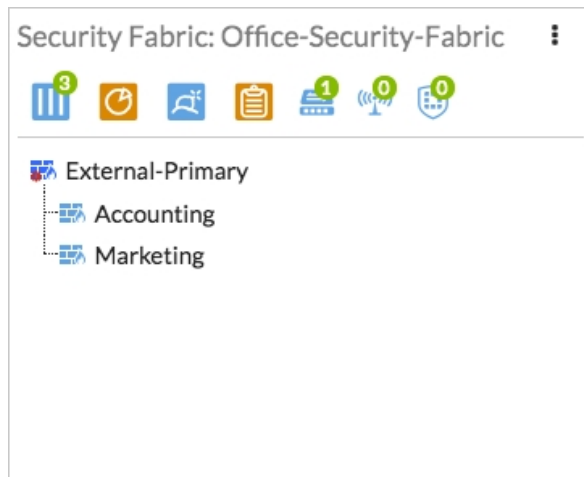 Security Fabric: Office-Security-Fabric
3 1 0 0
External-Primary
Accounting
Marketing